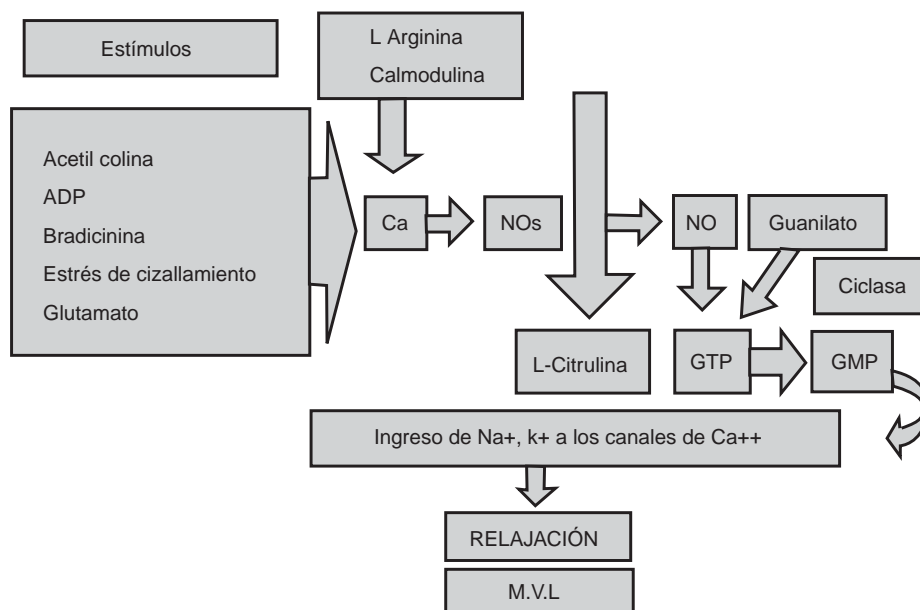 Estímulos
L Arginina
Calmodulina
Acetil colina
ADP
Bradicinina
Estrés de cizallamiento
Glutamato
Ca
NOs
NO
Guanilato
Ciclasa
L-Citrulina
GTP
GMP
Ingreso de Na+, k+ a los canales de Ca++
RELAJACIÓN
M.V.L